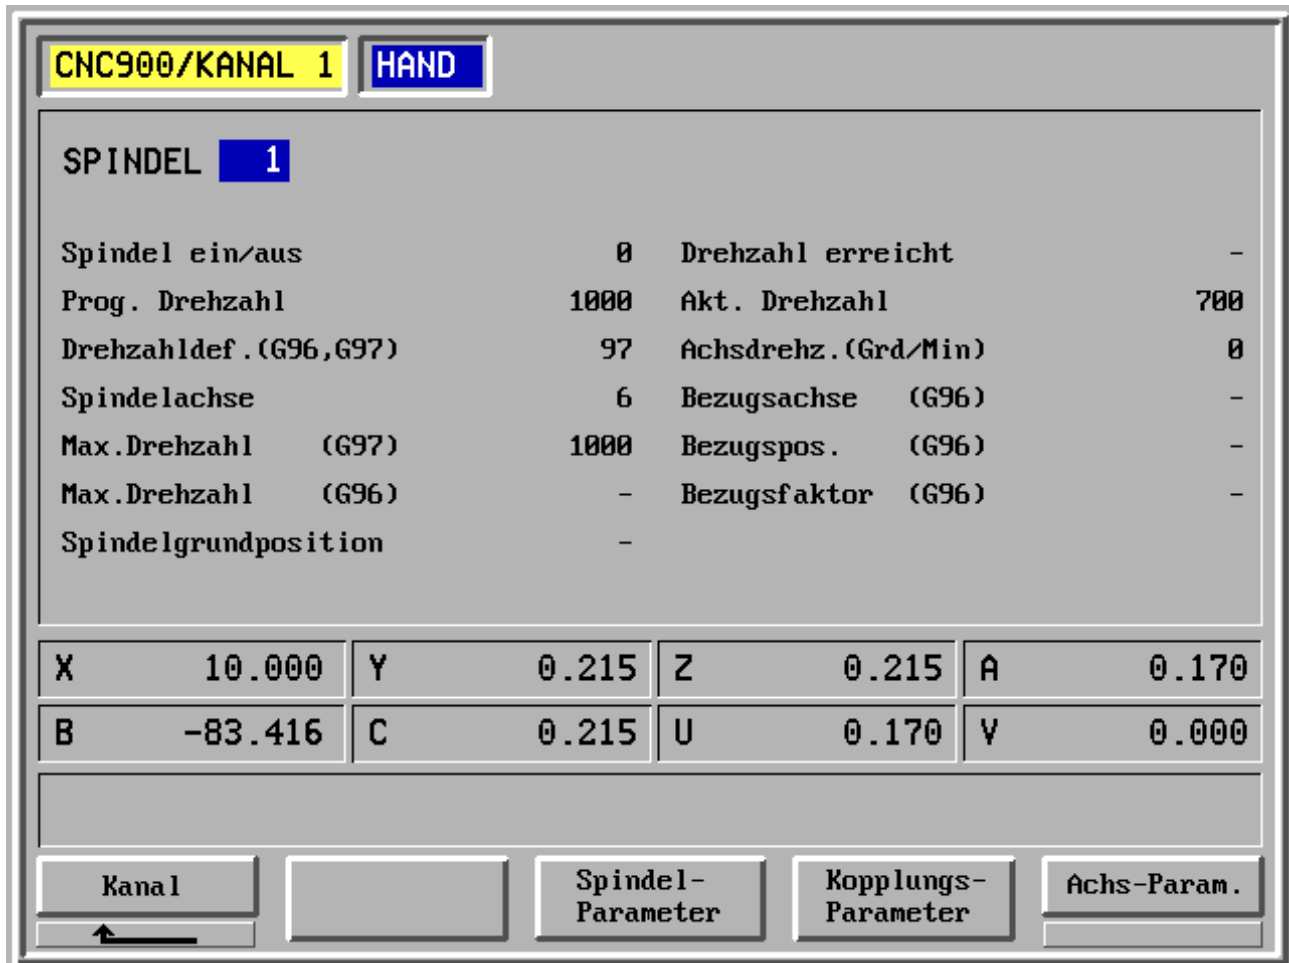 CNC900/KANAL 1 HAND
SPINDEL 1
Spindel ein/aus 0 Drehzahl erreicht -
Prog. Drehzahl 1000 Akt. Drehzahl 700
Drehzahldef.(G96,G97) 97 Achsdrehz.(Grd/Min) 0
Spindelachse 6 Bezugsachse (G96) -
Max.Drehzahl (G97) 1000 Bezugspos. (G96) -
Max.Drehzahl (G96) - Bezugsfaktor (G96) -
Spindelgrundposition -
X 10.000 Y 0.215 Z 0.215 A 0.170
B -83.416 C 0.215 U 0.170 V 0.000
Kanal
Spindel-
Parameter
Kopplungs-
Parameter
Achs-Param.